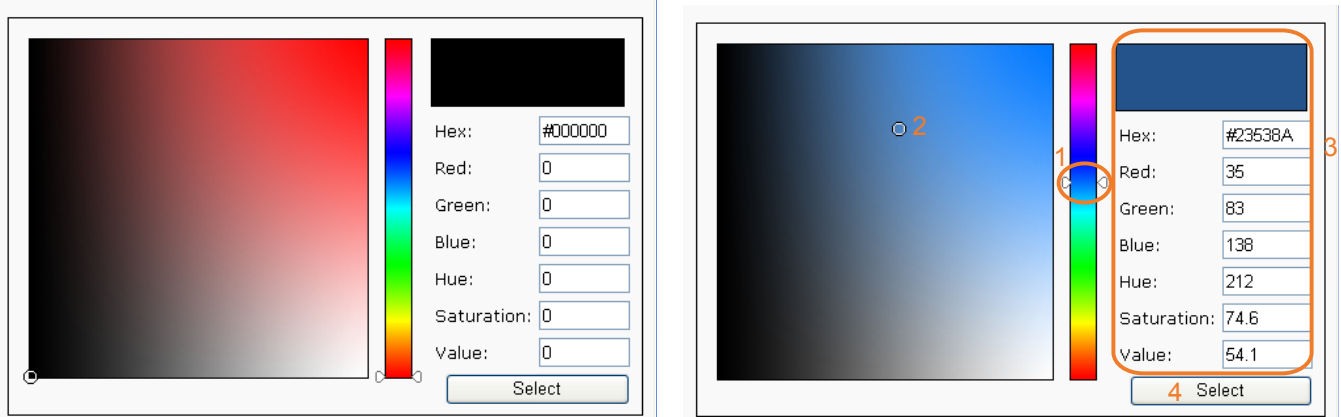 Hex: #000000
Red: 0
Green: 0
Blue: 0
Hue: 0
Saturation: 0
Value: 0
Select
2
1
3
Hex: #23538A
Red: 35
Green: 83
Blue: 138
Hue: 212
Saturation: 74.6
Value: 54.1
4 Select